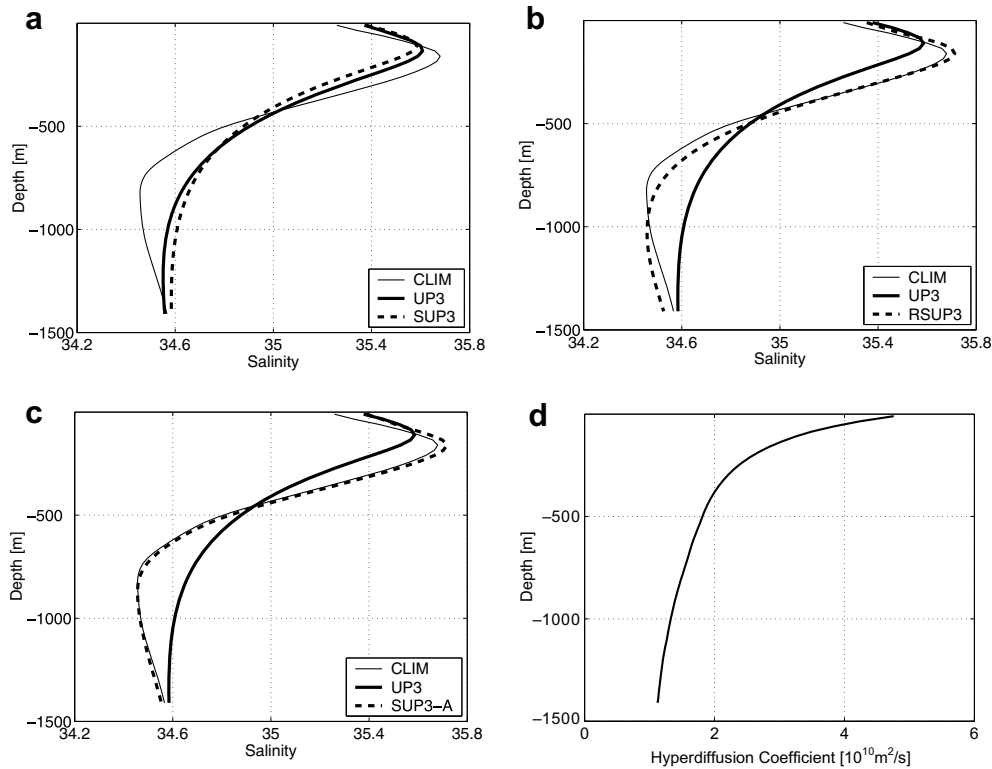 a
Depth [m]
−500
−1000
−1500
34.2 34.6 35 35.4 35.8
Salinity
CLIM
UP3
SUP3
b
Depth [m]
−500
−1000
−1500
34.2 34.6 35 35.4 35.8
Salinity
CLIM
UP3
RSUP3
c
Depth [m]
−500
−1000
−1500
34.2 34.6 35 35.4 35.8
Salinity
CLIM
UP3
SUP3−A
d
Depth [m]
0
−500
−1000
−1500
0 2 4 6
Hyperdiffusion Coefficient [10¹⁰m²/s]